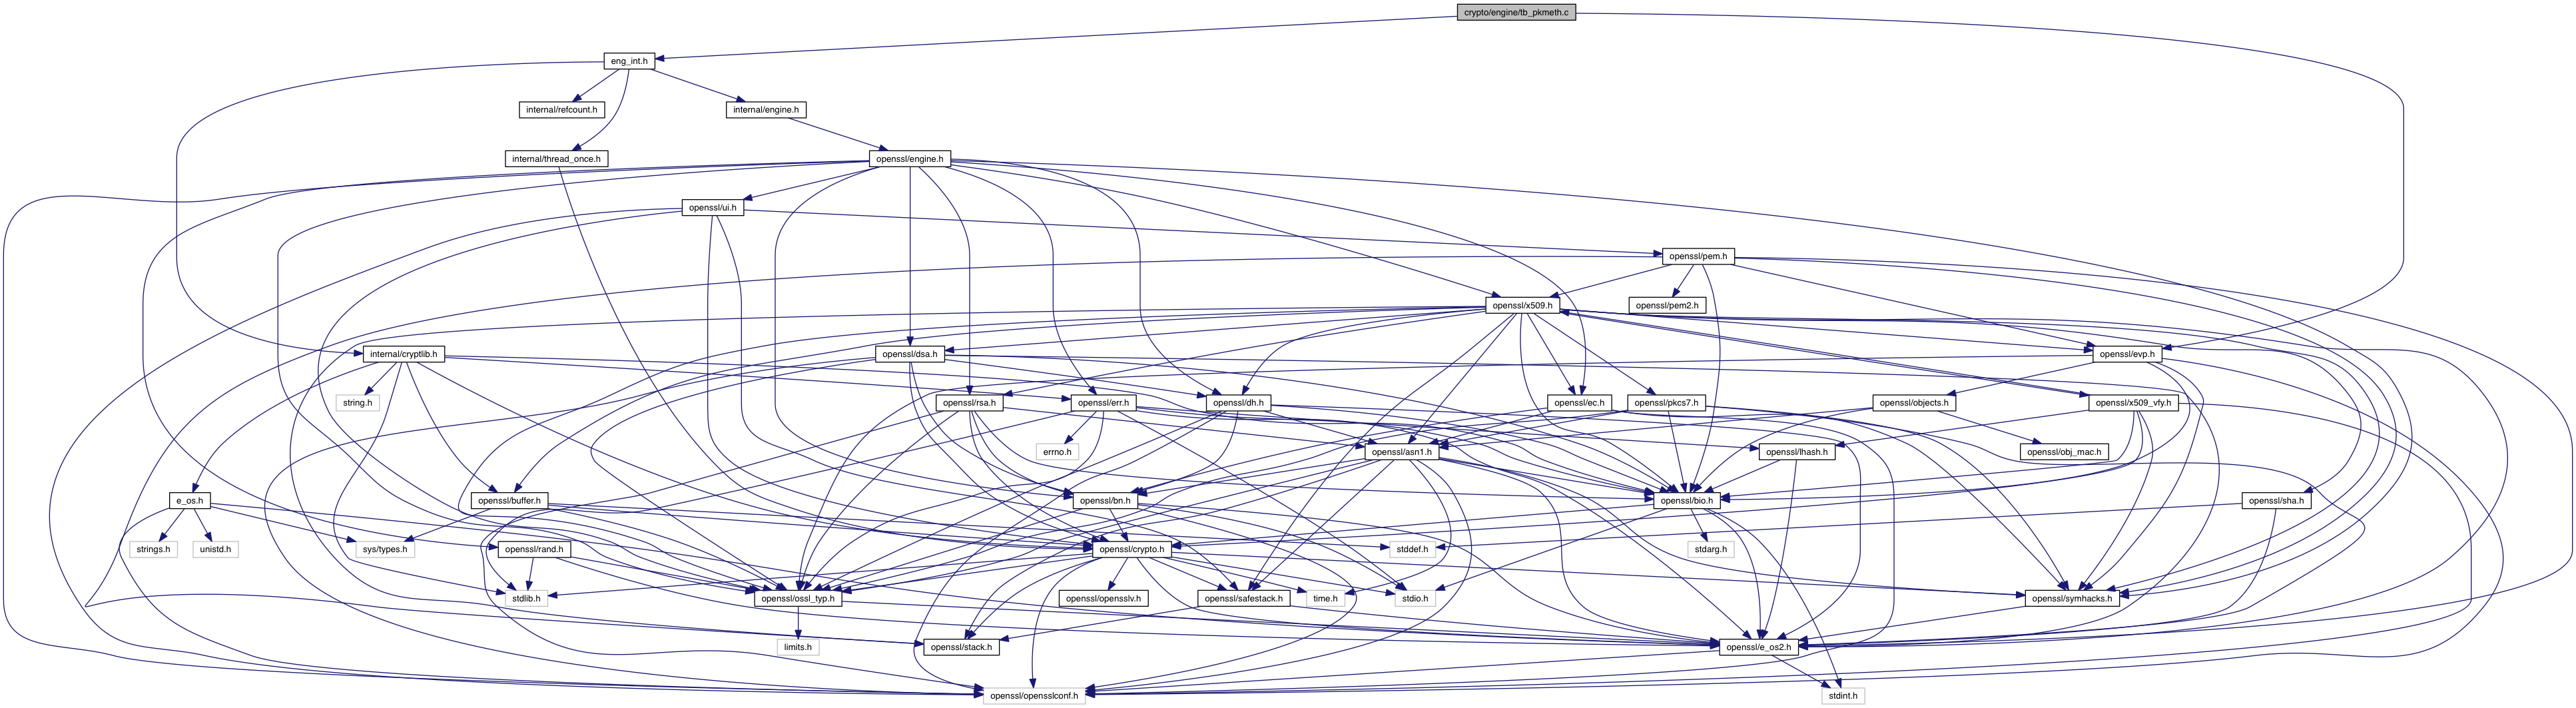 crypto/engine/tb_pkmeth.c
eng_int.h
internal/refcount.h
internal/engine.h
internal/thread_once.h
openssl/engine.h
openssl/ui.h
openssl/pem.h
openssl/x509.h
openssl/pem2.h
internal/cryptlib.h
openssl/dsa.h
openssl/evp.h
string.h
openssl/rsa.h
openssl/err.h
openssl/dh.h
openssl/ec.h
openssl/pkcs7.h
openssl/objects.h
openssl/x509_vfy.h
errno.h
openssl/asn1.h
openssl/lhash.h
openssl/obj_mac.h
e_os.h
openssl/buffer.h
openssl/bn.h
openssl/bio.h
openssl/sha.h
strings.h
unistd.h
sys/types.h
openssl/rand.h
openssl/crypto.h
stddef.h
stdarg.h
stdlib.h
openssl/ossl_typ.h
openssl/opensslv.h
openssl/safestack.h
time.h
stdio.h
openssl/symhacks.h
limits.h
openssl/stack.h
openssl/e_os2.h
openssl/opensslconf.h
stdint.h